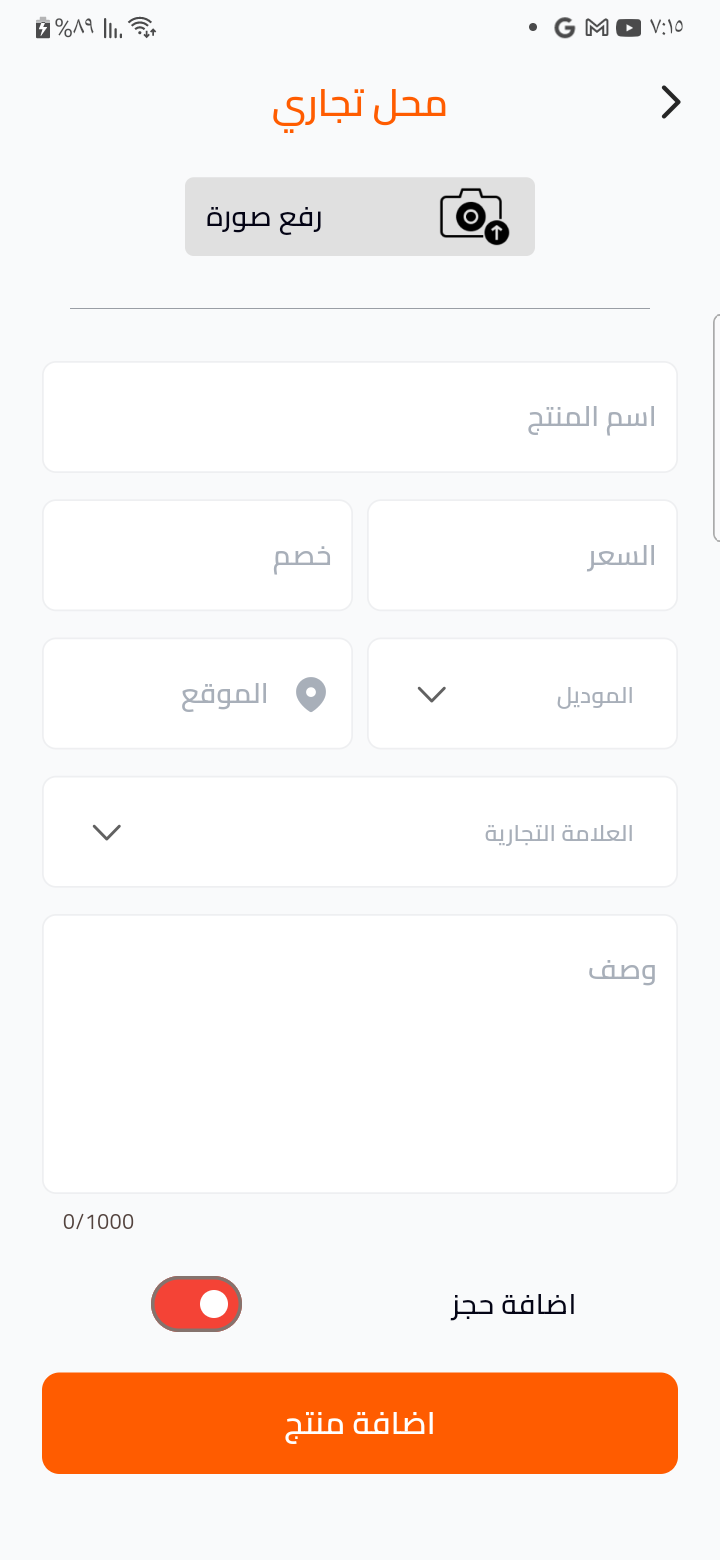 ٧:١٥ %٨٩
محل تجاري
رفع صورة
اسم المنتج
السعر
خصم
الموديل
الموقع
العلامة التجارية
وصف
0/1000
اضافة حجز
اضافة منتج